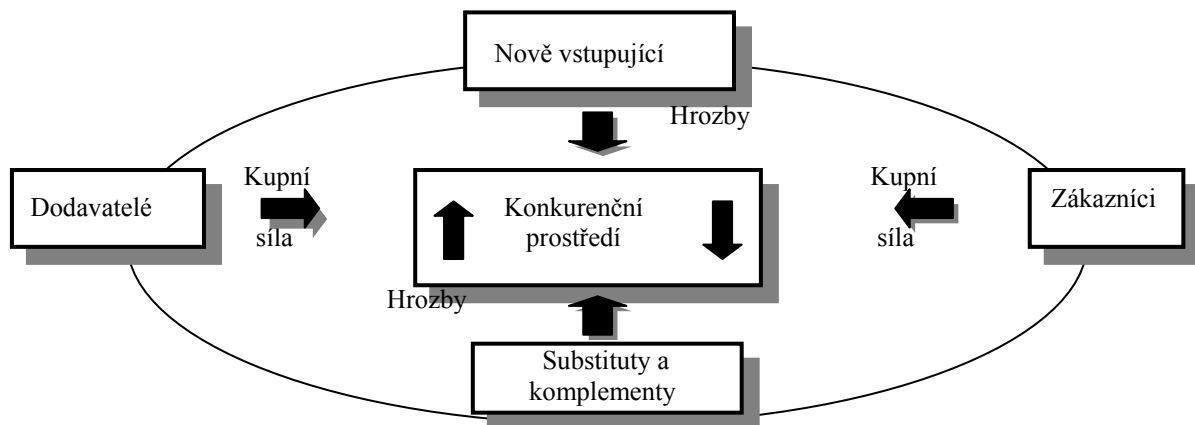 Nově vstupující
Hrozby
Dodavatelé
Kupní
síla
Konkurenční
prostředí
Kupní
síla
Zákazníci
Hrozby
Substituty a
komplementy